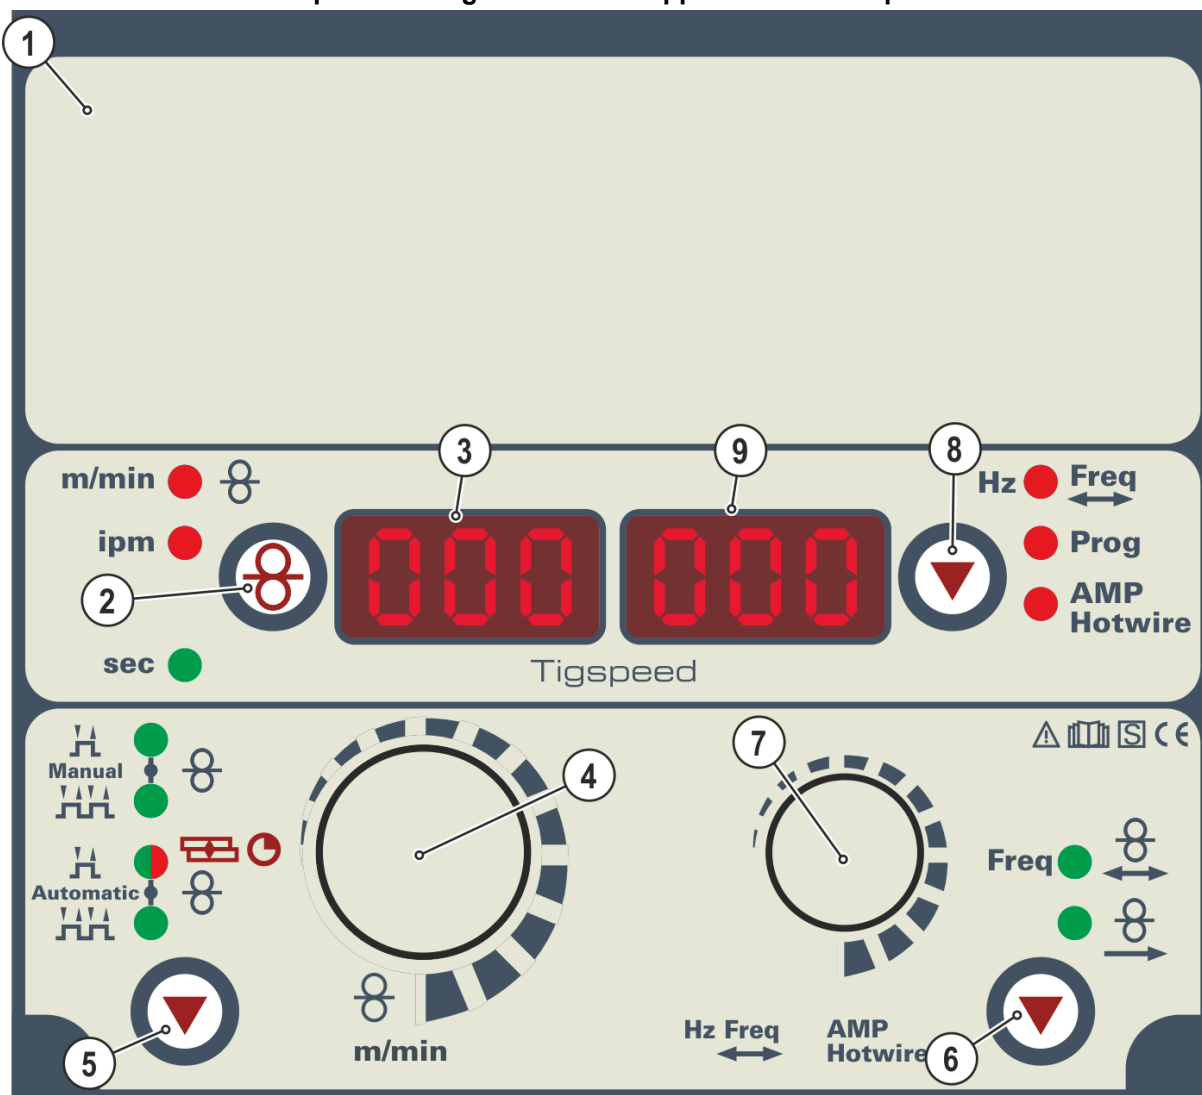 1
3
9
8
m/min
Hz Freq
ipm
Prog
2
AMP
Hotwire
sec
Tigspeed
7
S CE
Manual
4
Freq
Automatic
5
m/min
Hz Freq
AMP
Hotwire
6